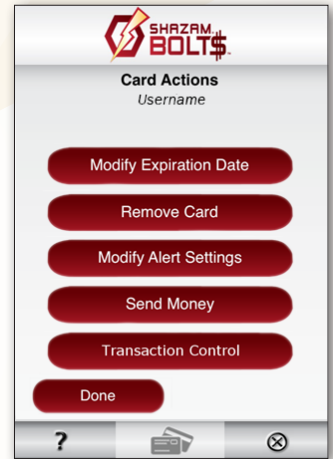 SHAZAM
BOLT$
Card Actions
Username
Modify Expiration Date
Remove Card
Modify Alert Settings
Send Money
Transaction Control
Done
?